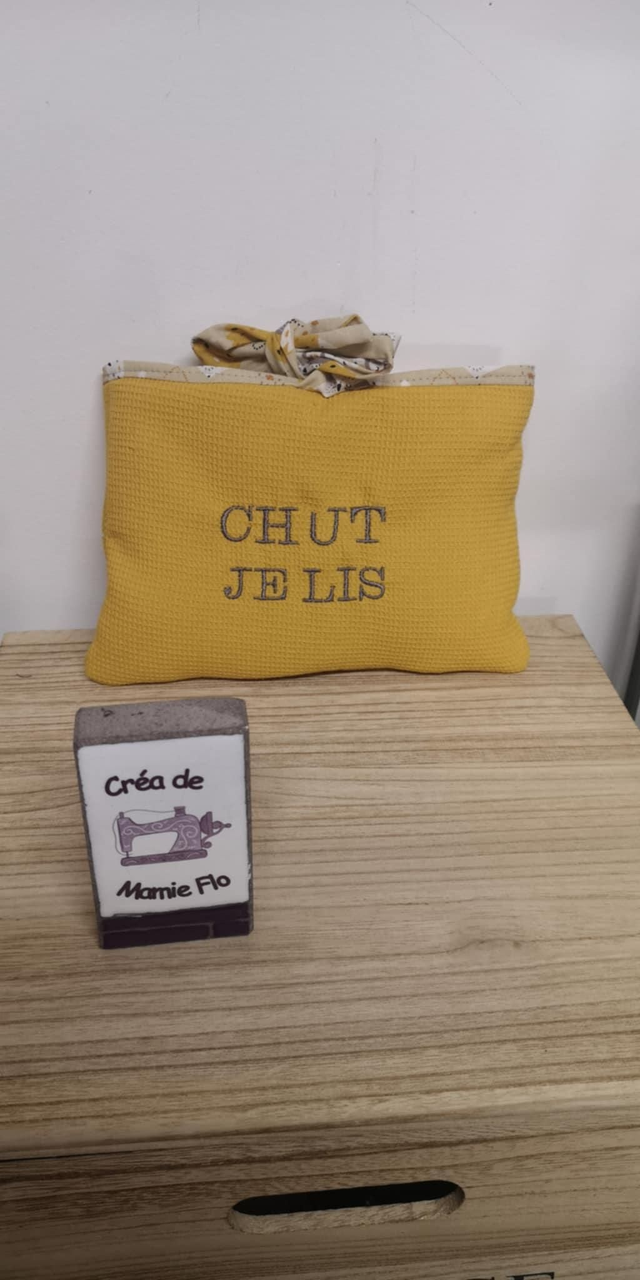 CHUT
JE LIS
Créa de
Mamie Flo